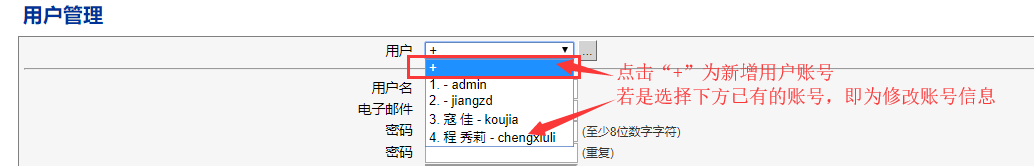 用户管理
用户 + ...
+
点击“+”为新增用户账号
用户名 1. - admin
若是选择下方已有的账号，即为修改账号信息
电子邮件 2. - jiangzd
3. 寇 佳 - koujia
密码 (至少8位数字字符)
4. 程 秀莉 - chengxiuli
密码 (重复)